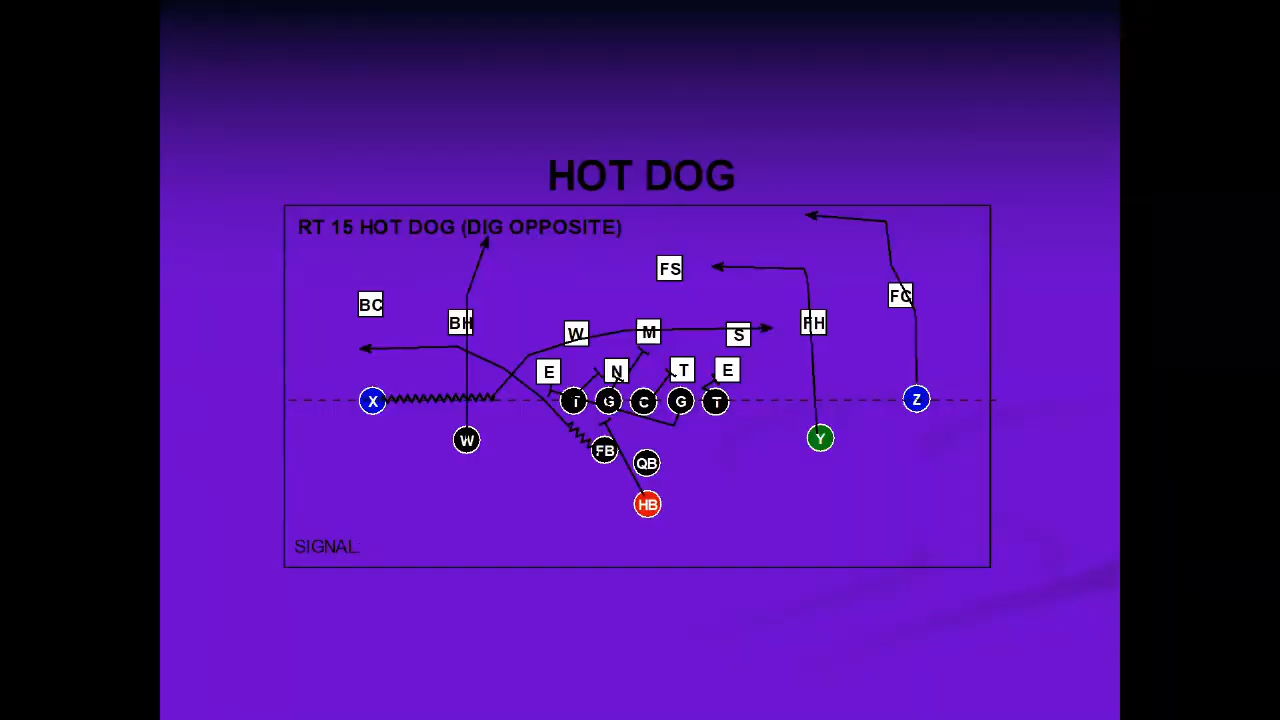 HOT DOG
RT 15 HOT DOG (DIG OPPOSITE)
FS
BC
FC
BH
FH
W
M
S
E
N
T
E
X
T
G
C
G
T
Z
W
Y
FB
QB
HB
SIGNAL: